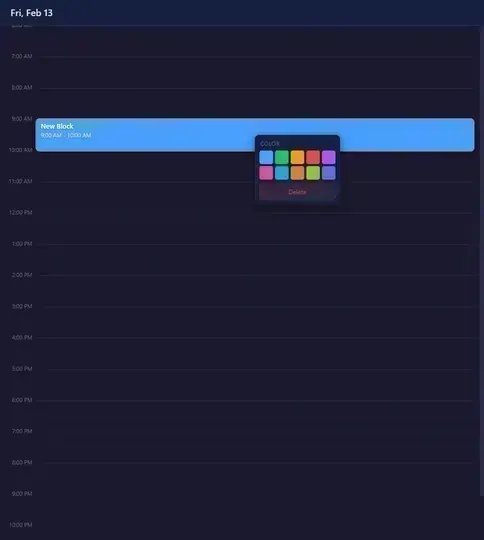 Fri, Feb 13
7:00 AM
8:00 AM
9:00 AM
New Block
9:00 AM - 10:00 AM
10:00 AM
COLOR
11:00 AM
Delete
12:00 PM
1:00 PM
2:00 PM
3:00 PM
4:00 PM
5:00 PM
6:00 PM
7:00 PM
8:00 PM
9:00 PM
10:00 PM